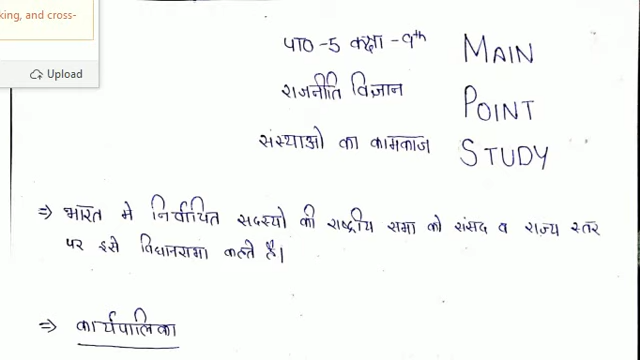 king, and cross-
Upload
पाठ-5 कक्षा-9th
राजनीति विज्ञान
संस्थाओ का कामकाज
MAIN
POINT
STUDY
⇒ भारत मे निर्वाचित सदस्यो की राष्ट्रीय सभा को संसद व राज्य स्तर
पर इसे विधानसभा कहते है।
⇒ कार्यपालिका